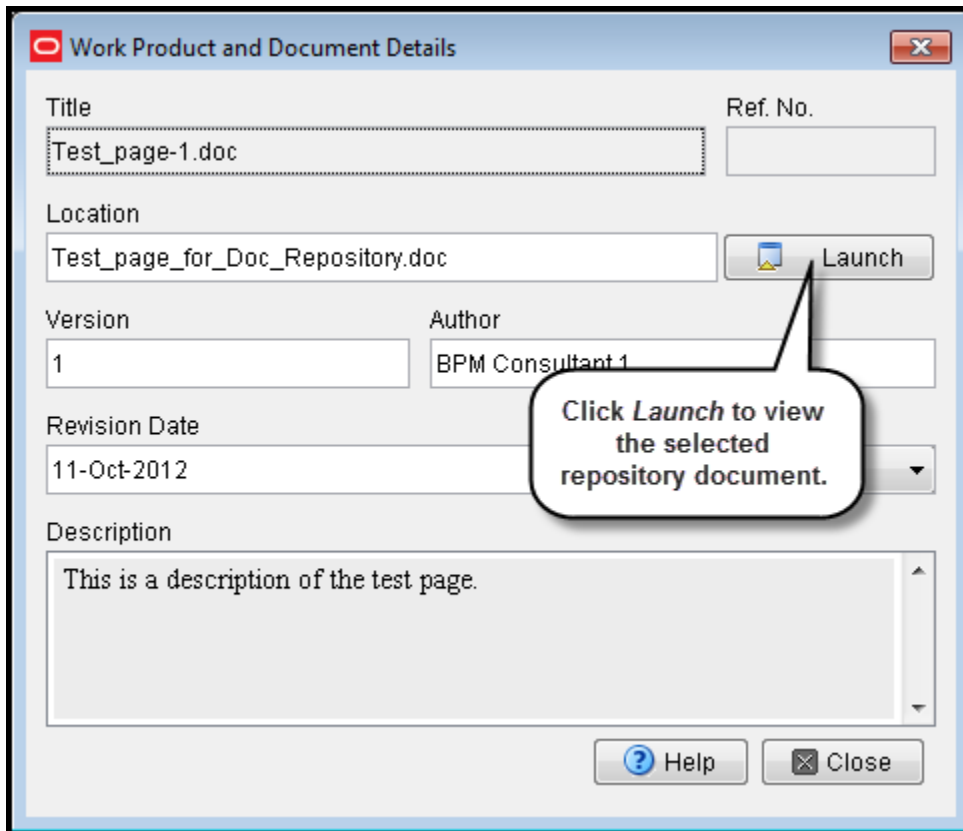 Work Product and Document Details
Title
Ref. No.
Test_page-1.doc
Location
Test_page_for_Doc_Repository.doc
Launch
Version
Author
1
BPM Consultant 1
Click Launch to view
the selected
repository document.
Revision Date
11-Oct-2012
Description
This is a description of the test page.
Help
Close